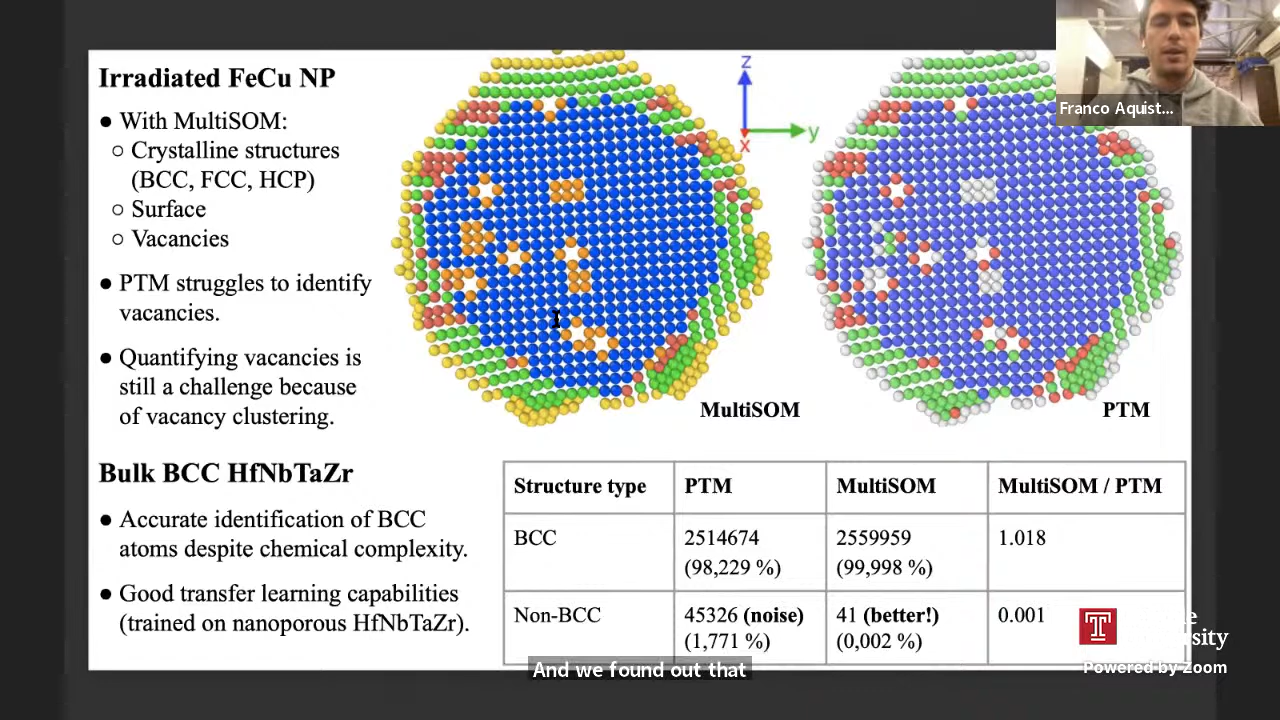 Irradiated FeCu NP
● With MultiSOM:
○ Crystalline structures
(BCC, FCC, HCP)
○ Surface
○ Vacancies
● PTM struggles to identify
vacancies.
● Quantifying vacancies is
still a challenge because
of vacancy clustering.
z
y
x
MultiSOM
PTM
Franco Aquist...
Bulk BCC HfNbTaZr
● Accurate identification of BCC
atoms despite chemical complexity.
● Good transfer learning capabilities
(trained on nanoporous HfNbTaZr).
Structure type PTM MultiSOM MultiSOM / PTM
BCC 2514674 2559959 1.018
(98,229 %) (99,998 %)
Non-BCC 45326 (noise) 41 (better!) 0.001
(1,771 %) (0,002 %)
And we found out that
Powered by Zoom